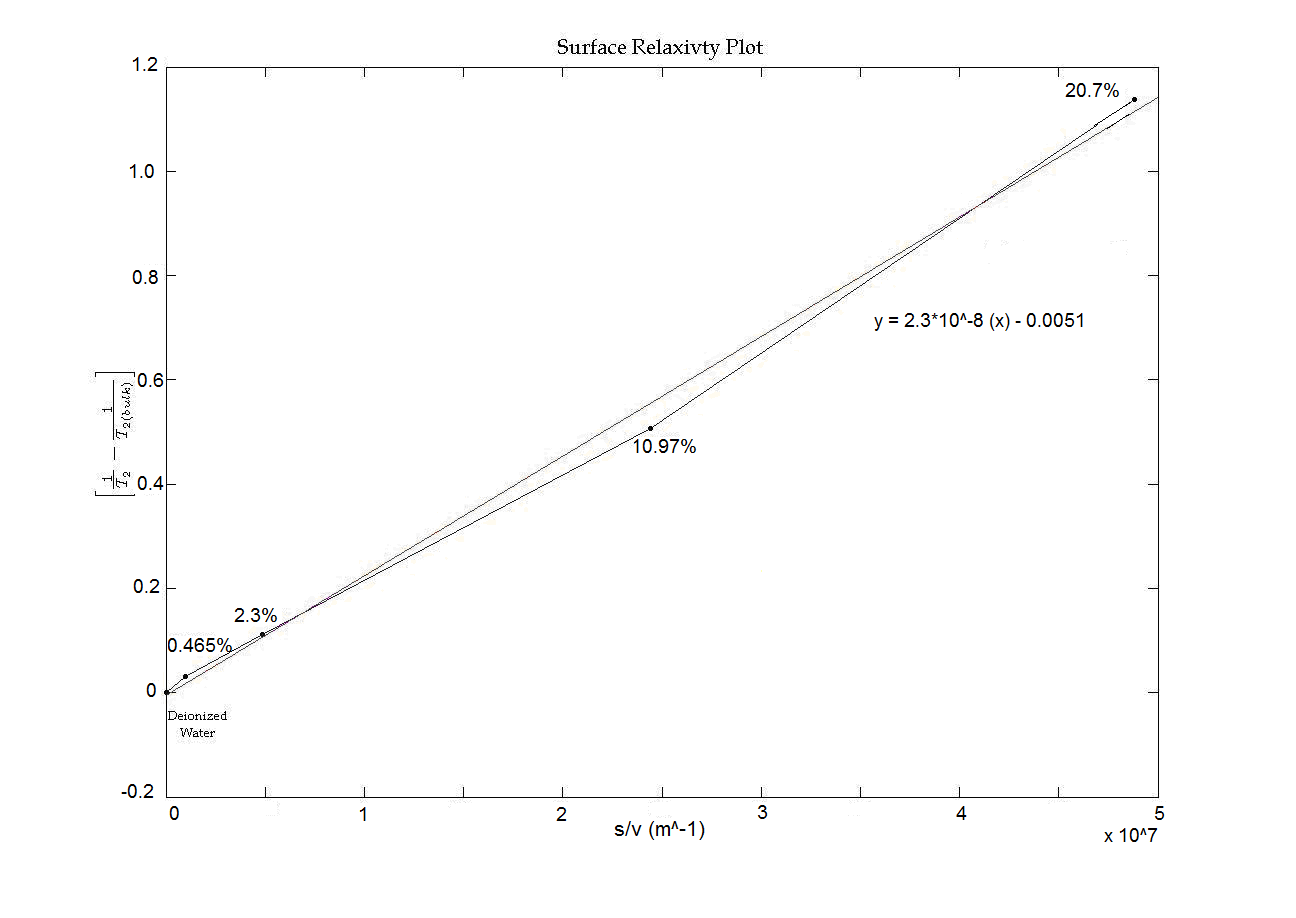 Surface Relaxivty Plot
1.2
20.7%
1.0
0.8
y = 2.3*10^-8 (x) - 0.0051
0.6
[1/T2 − 1/T2(bulk)]
10.97%
0.4
0.2
2.3%
0.465%
0
Deionized
Water
-0.2
0 1 2 3 4 5
s/v (m^-1)
x 10^7